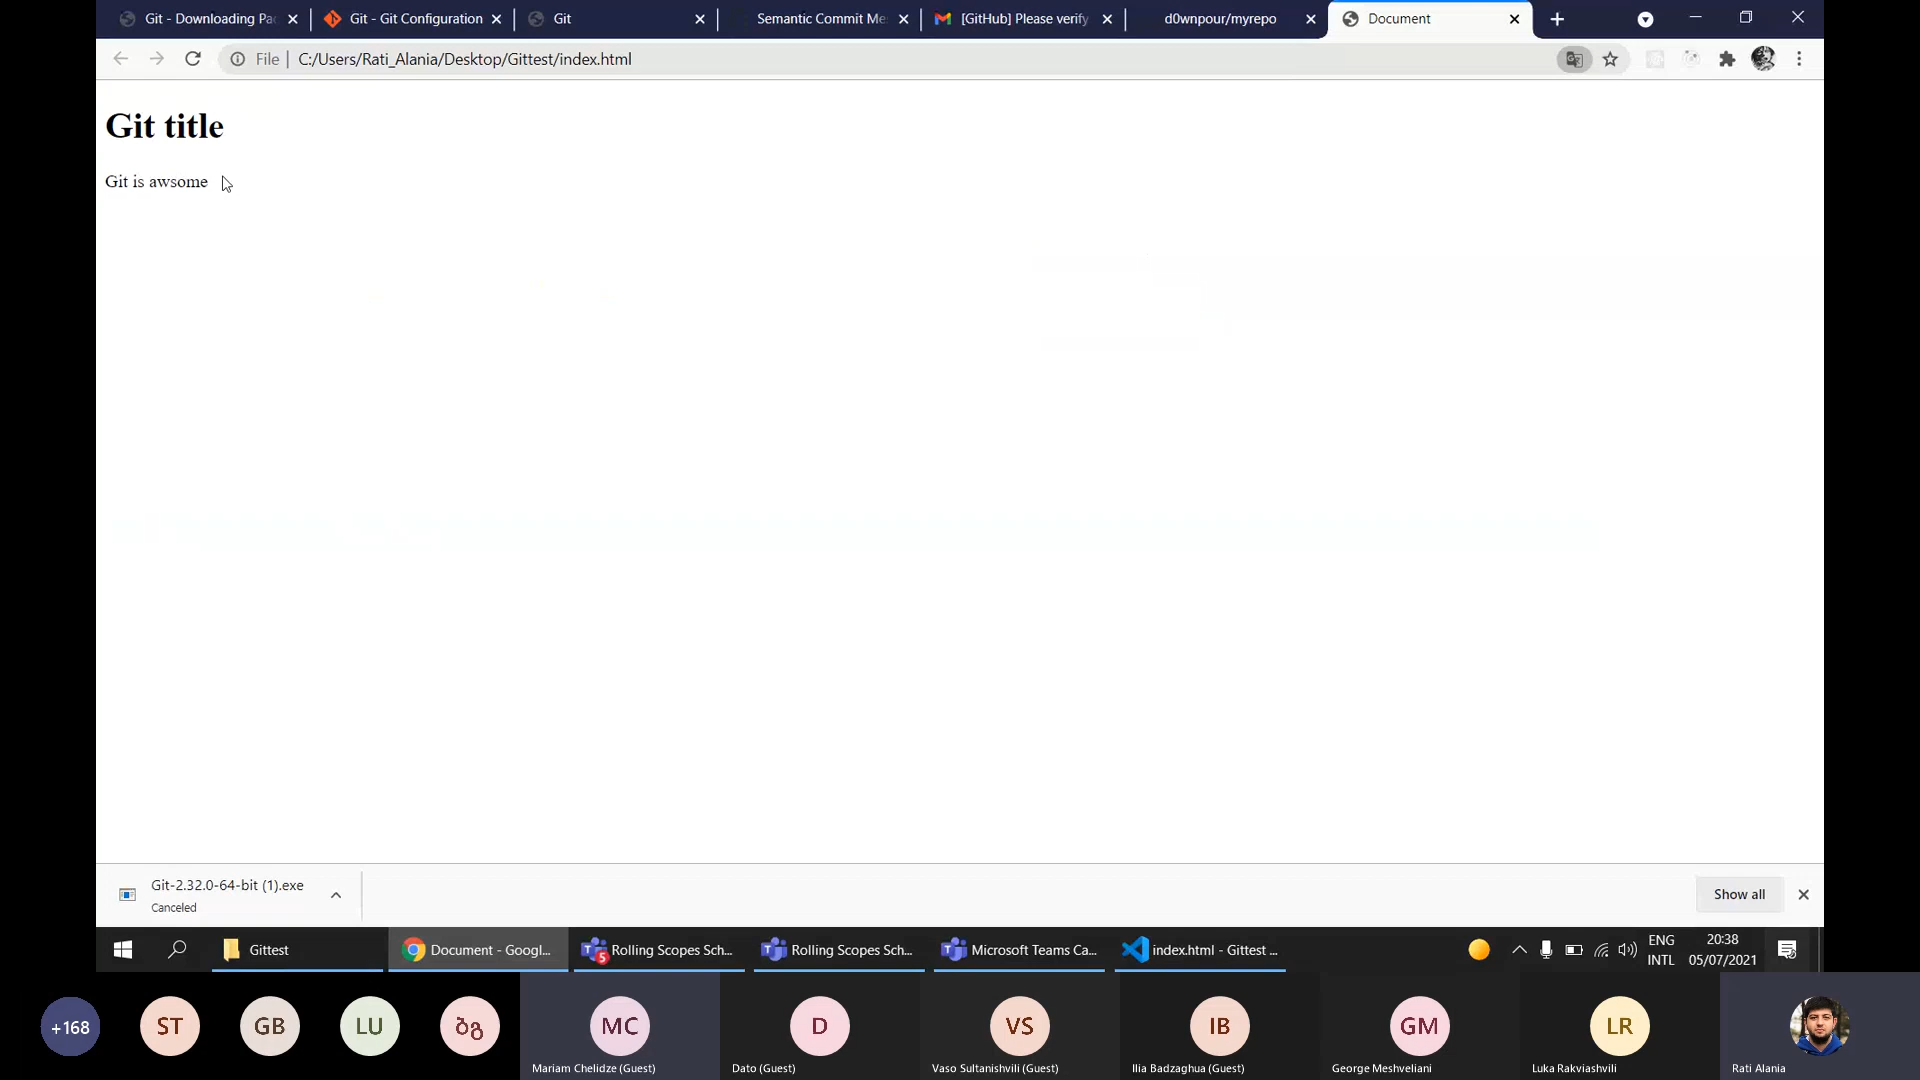 Git - Downloading Pac
Git - Git Configuration
Git
Semantic Commit Me
[GitHub] Please verify
d0wnpour/myrepo
Document
File
C:/Users/Rati_Alania/Desktop/Gittest/index.html
Git title
Git is awsome
Git-2.32.0-64-bit (1).exe
Canceled
Show all
Gittest
Document - Googl...
Rolling Scopes Sch...
Rolling Scopes Sch...
Microsoft Teams Ca...
index.html - Gittest ...
ENG
INTL
20:38
05/07/2021
5
+168
ST
GB
LU
ბგ
MC
D
VS
IB
GM
LR
Mariam Chelidze (Guest)
Dato (Guest)
Vaso Sultanishvili (Guest)
Ilia Badzaghua (Guest)
George Meshveliani
Luka Rakviashvili
Rati Alania